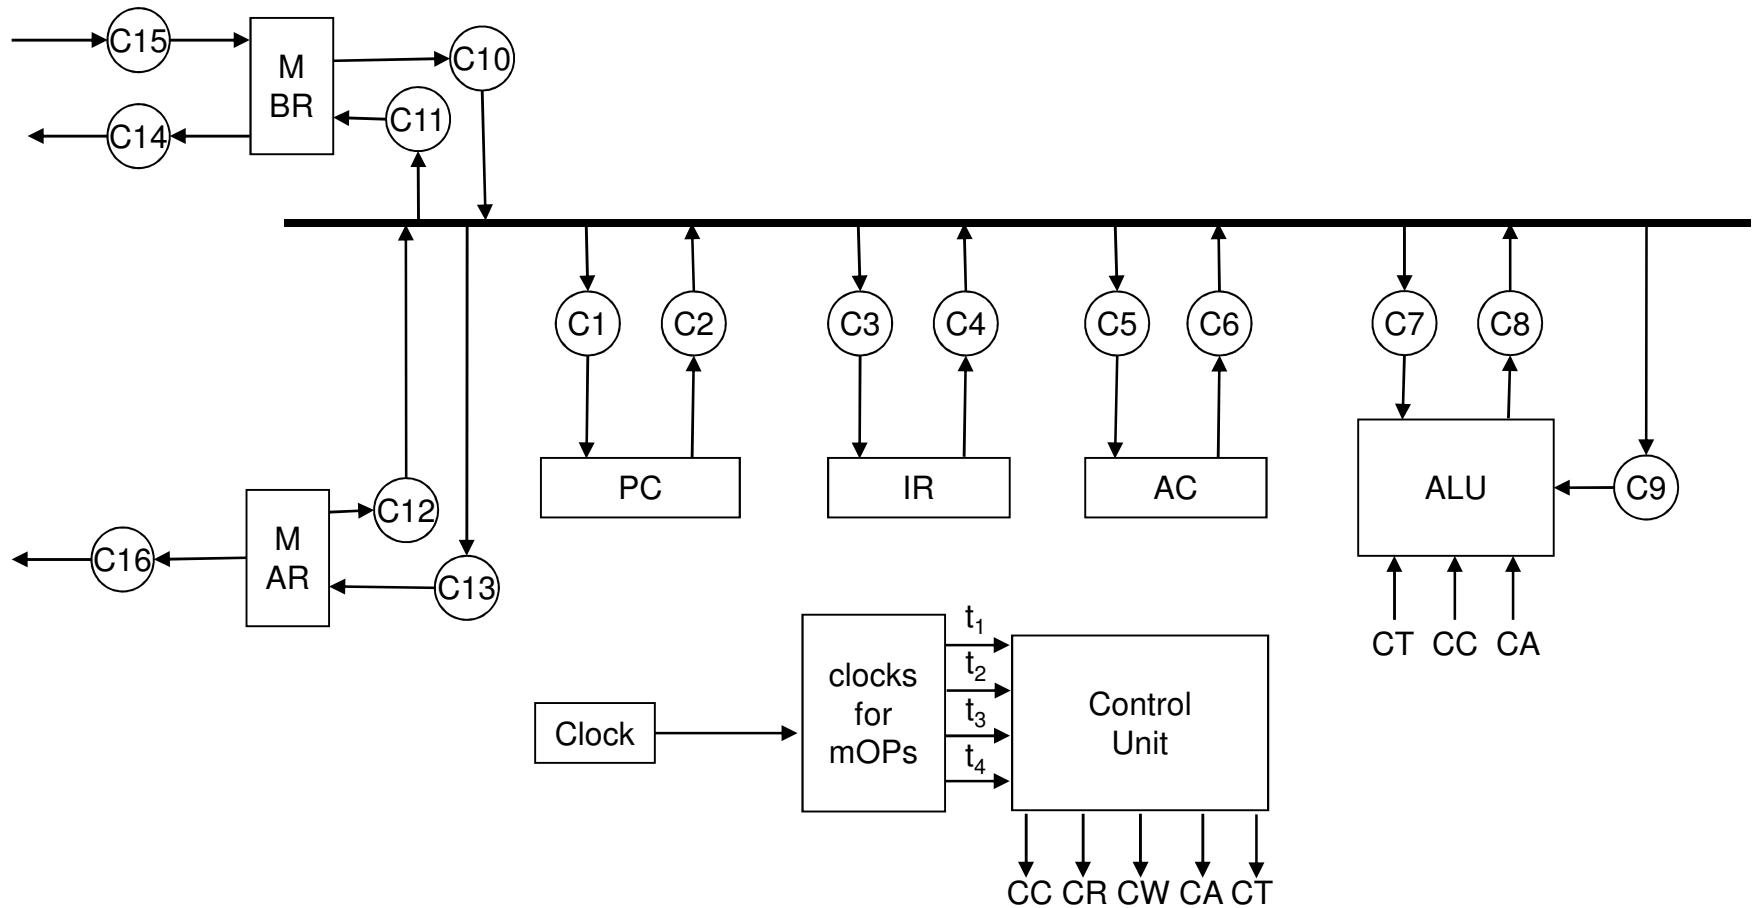 C15
M
BR
C10
C11
C14
C1
C2
C3
C4
C5
C6
C7
C8
PC
IR
AC
ALU
C9
M
AR
C12
C16
C13
CT CC CA
t1
t2
t3
t4
clocks
for
mOPs
Clock
Control
Unit
CC CR CW CA CT